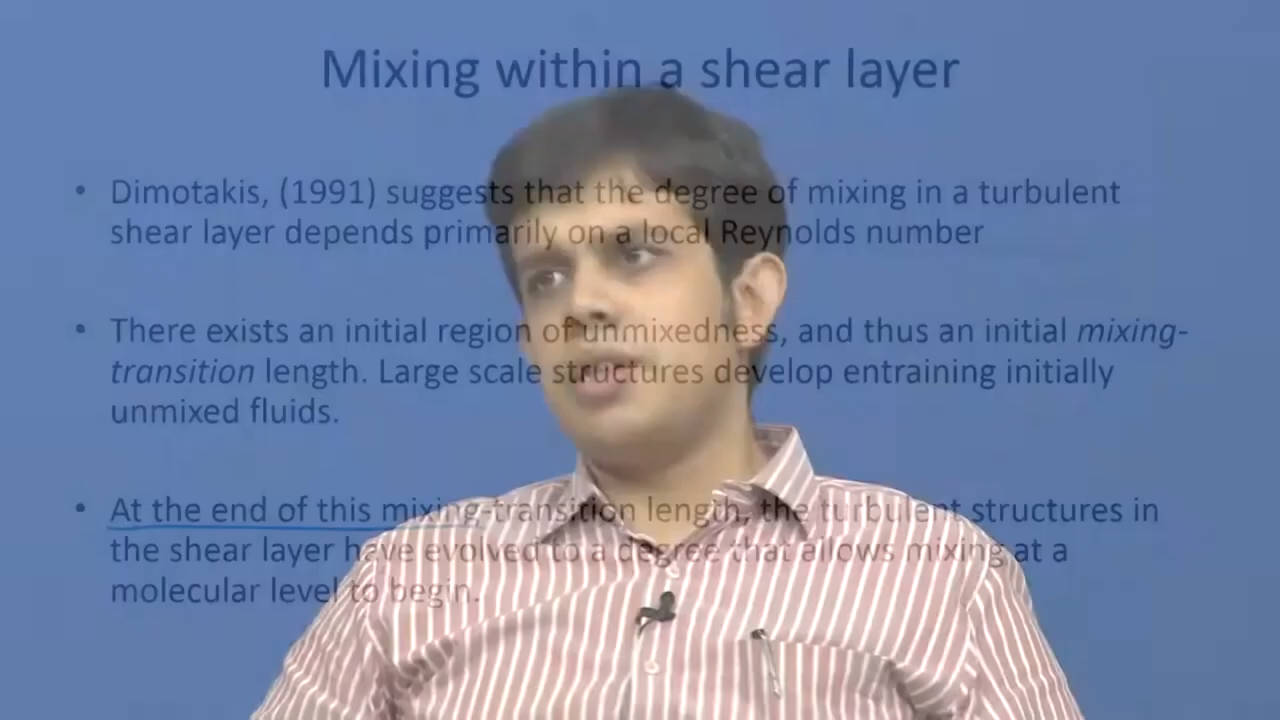 Mixing within a shear layer
• Dimotakis, (1991) suggests that the degree of mixing in a turbulent
shear layer depends primarily on a local Reynolds number
• There exists an initial region of unmixedness, and thus an initial mixing-
transition length. Large scale structures develop entraining initially
unmixed fluids.
• At the end of this mixing-transition length, the turbulent structures in
the shear layer have evolved to a degree that allows mixing at a
molecular level to begin.